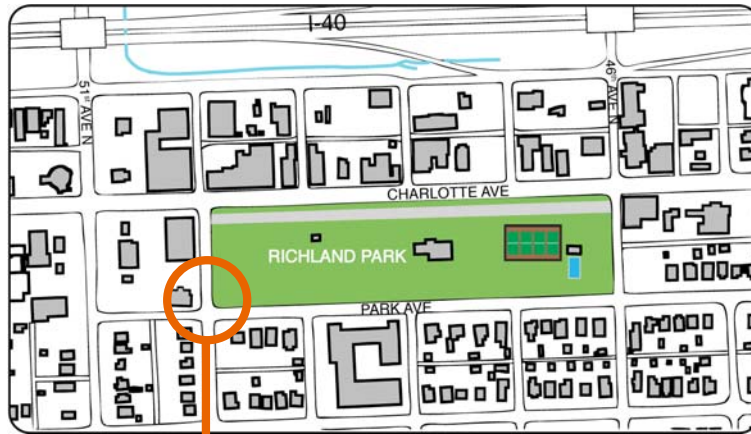 I-40
51st AVE N
46th AVE N
CHARLOTTE AVE
RICHLAND PARK
PARK AVE